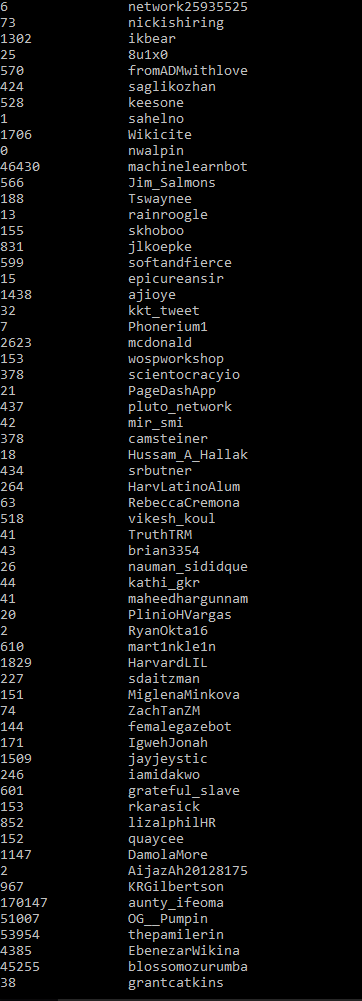 6 network25935525
73 nickishiring
1302 ikbear
25 8u1x0
570 fromADMwithlove
424 saglikozhan
528 keesone
1 sahelno
1706 Wikicite
0 nwalpin
46430 machinelearnbot
566 Jim_Salmons
188 Tswaynee
13 rainroogle
155 skhoboo
831 jlkoepke
599 softandfierce
15 epicureansir
1438 ajioye
32 kkt_tweet
7 Phonerium1
2623 mcdonald
153 wospworkshop
378 scientocracyio
21 PageDashApp
437 pluto_network
42 mir_smi
378 camsteiner
18 Hussam_A_Hallak
434 srbutner
264 HarvLatinoAlum
63 RebeccaCremona
518 vikesh_koul
41 TruthTRM
43 brian3354
26 nauman_sididque
44 kathi_gkr
41 maheedhargunnam
20 PlinioHVargas
2 RyanOkta16
610 mart1nkle1n
1829 HarvardLIL
227 sdaitzman
151 MiglenaMinkova
74 ZachTanZM
144 femalegazebot
171 IgwehJonah
1509 jayjeystic
246 iamidakwo
601 grateful_slave
153 rkarasick
852 lizalphilHR
152 quaycee
1147 DamolaMore
2 AijazAh20128175
967 KRGilbertson
170147 aunty_ifeoma
51007 OG__Pumpin
53954 thepamilerin
4385 EbenezarWikina
45255 blossomozurumba
38 grantcatkins